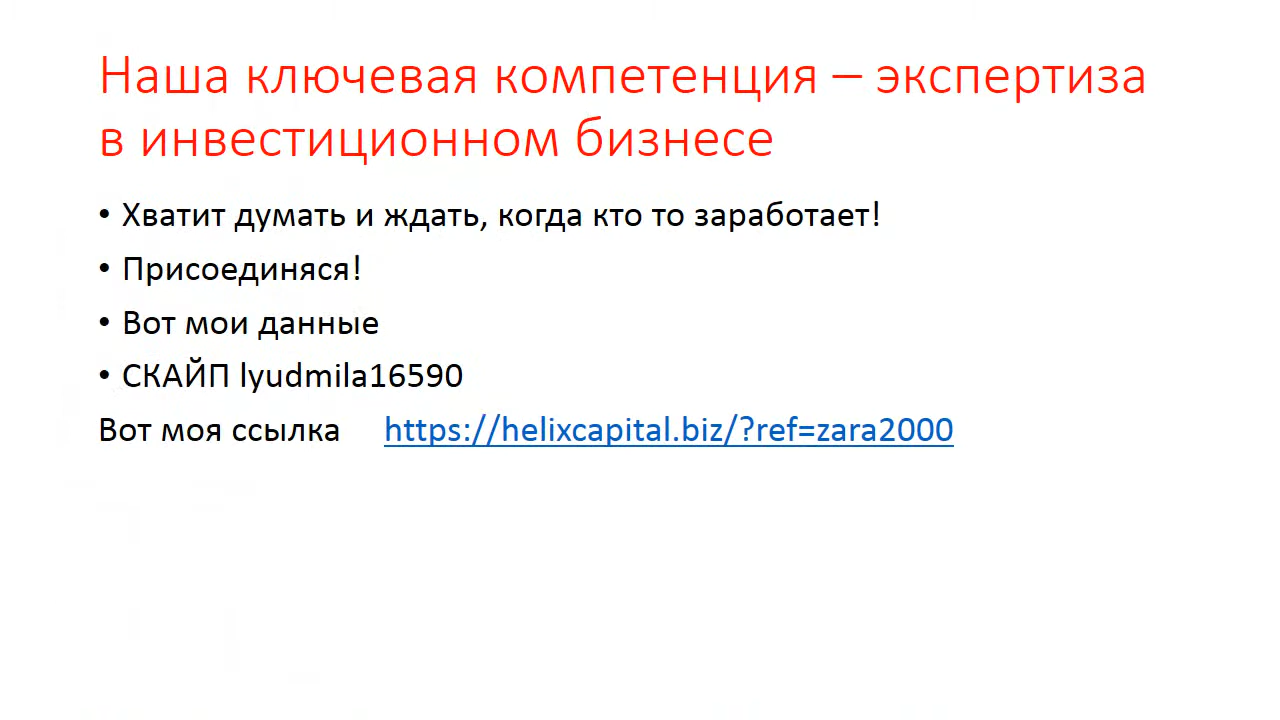 Наша ключевая компетенция – экспертиза
в инвестиционном бизнесе
• Хватит думать и ждать, когда кто то заработает!
• Присоединяся!
• Вот мои данные
• СКАЙП lyudmila16590
Вот моя ссылка https://helixcapital.biz/?ref=zara2000